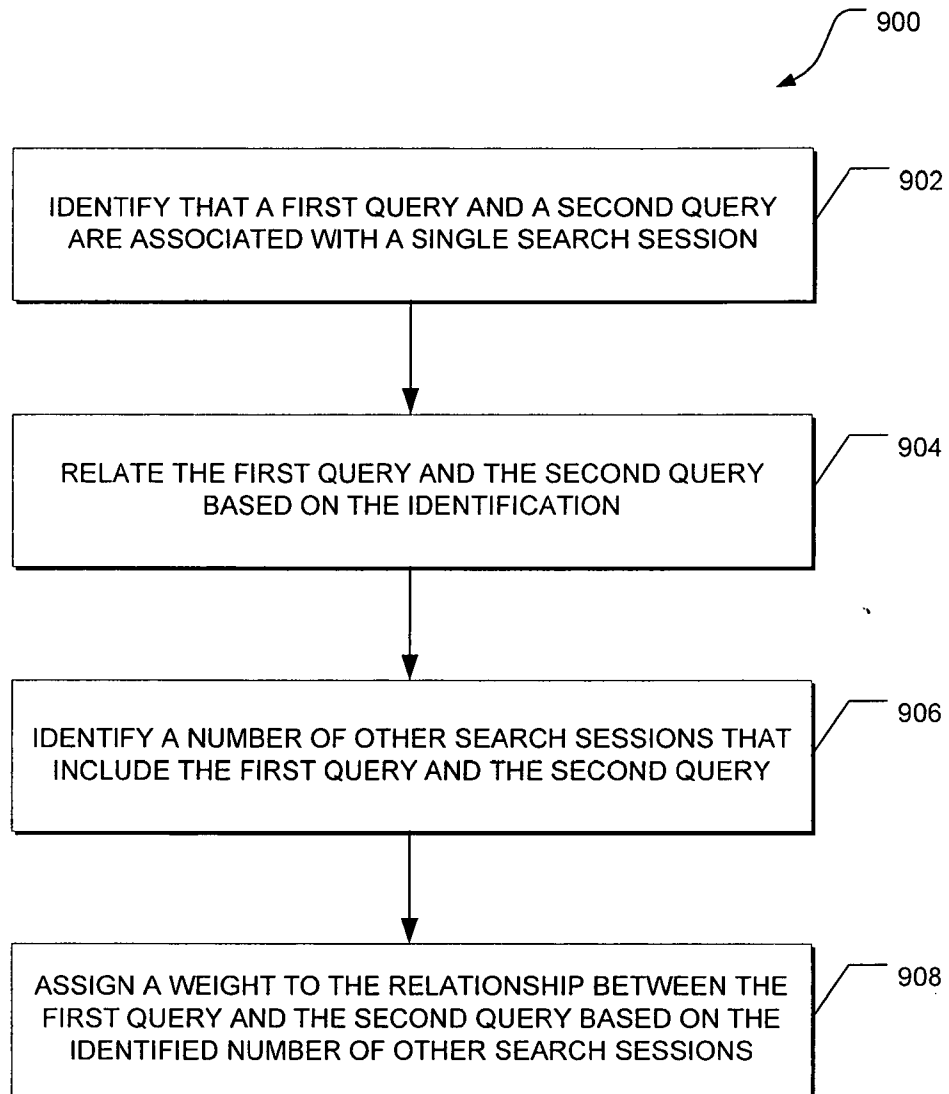 900
IDENTIFY THAT A FIRST QUERY AND A SECOND QUERY
ARE ASSOCIATED WITH A SINGLE SEARCH SESSION
902
RELATE THE FIRST QUERY AND THE SECOND QUERY
BASED ON THE IDENTIFICATION
904
IDENTIFY A NUMBER OF OTHER SEARCH SESSIONS THAT
INCLUDE THE FIRST QUERY AND THE SECOND QUERY
906
ASSIGN A WEIGHT TO THE RELATIONSHIP BETWEEN THE
FIRST QUERY AND THE SECOND QUERY BASED ON THE
IDENTIFIED NUMBER OF OTHER SEARCH SESSIONS
908